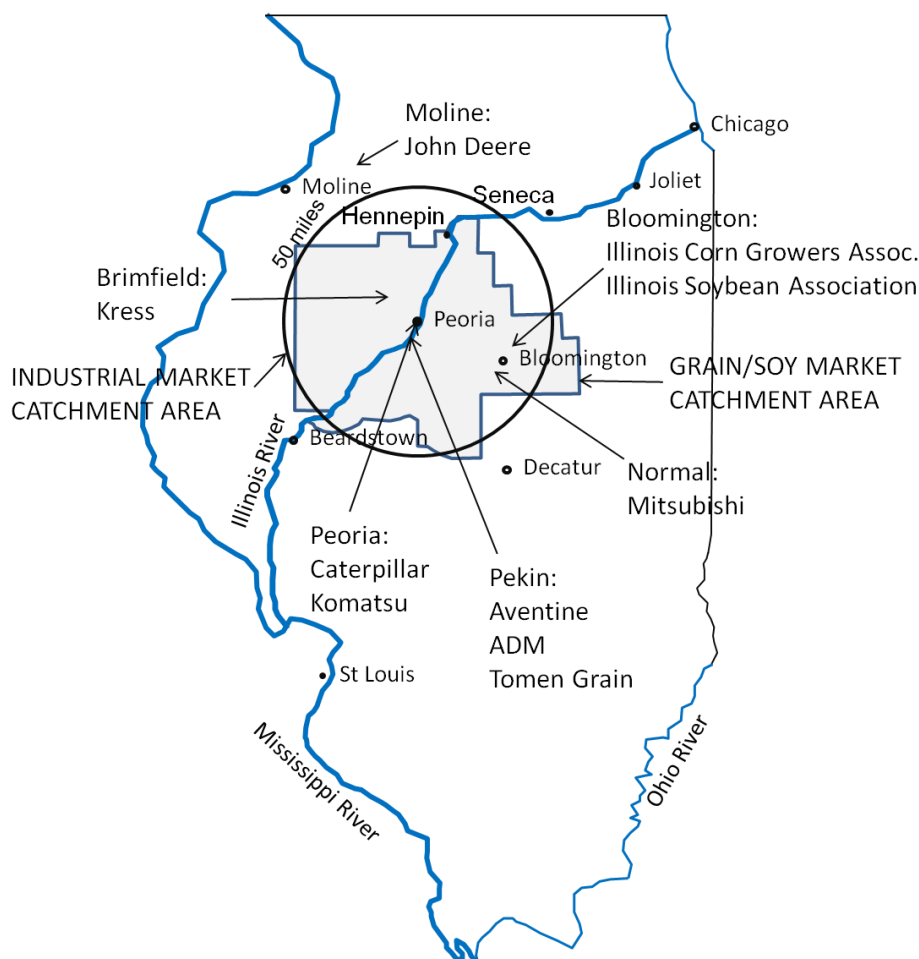 Moline:
John Deere
Chicago
Moline
Seneca
Joliet
50 miles
Hennepin
Bloomington:
Illinois Corn Growers Assoc.
Illinois Soybean Association
Brimfield:
Kress
Peoria
Bloomington
INDUSTRIAL MARKET
CATCHMENT AREA
GRAIN/SOY MARKET
CATCHMENT AREA
Beardstown
Illinois River
Decatur
Normal:
Mitsubishi
Peoria:
Caterpillar
Komatsu
Pekin:
Aventine
ADM
Tomen Grain
St Louis
Mississippi River
Ohio River